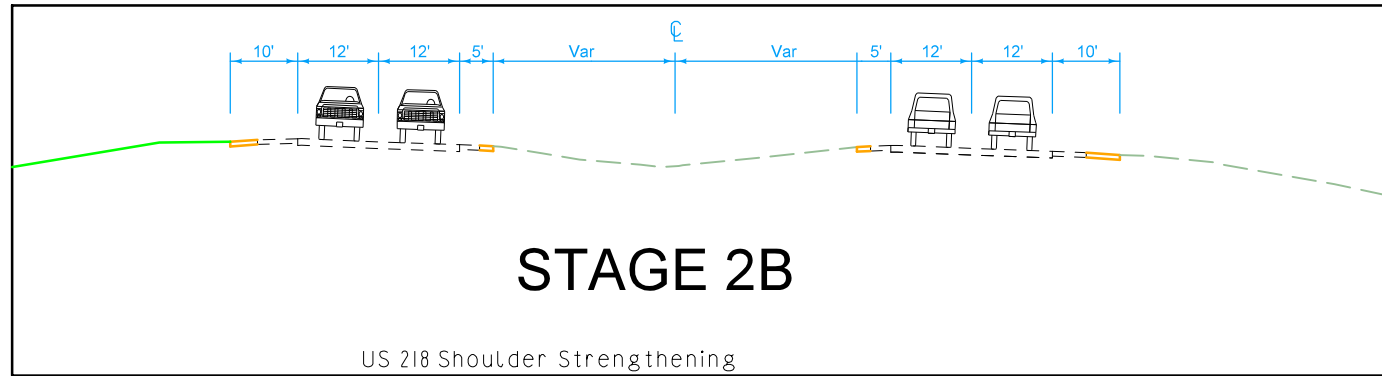 ℄
10' 12' 12' 5' Var Var 5' 12' 12' 10'
STAGE 2B
US 218 Shoulder Strengthening